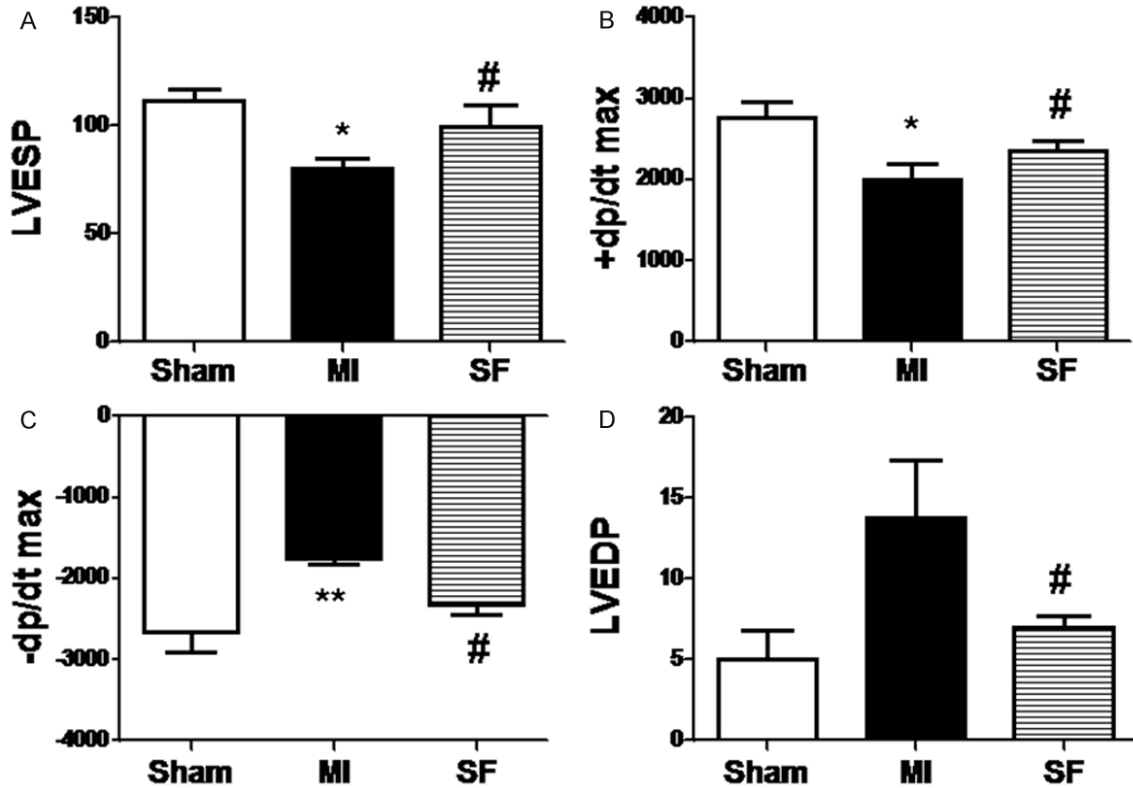 A
LVESP
150
100
50
0
*
#
Sham MI SF
B
+dp/dt max
4000
3000
2000
1000
0
*
#
Sham MI SF
C
-dp/dt max
0
-1000
-2000
-3000
-4000
**
#
Sham MI SF
D
LVEDP
20
15
10
5
0
#
Sham MI SF